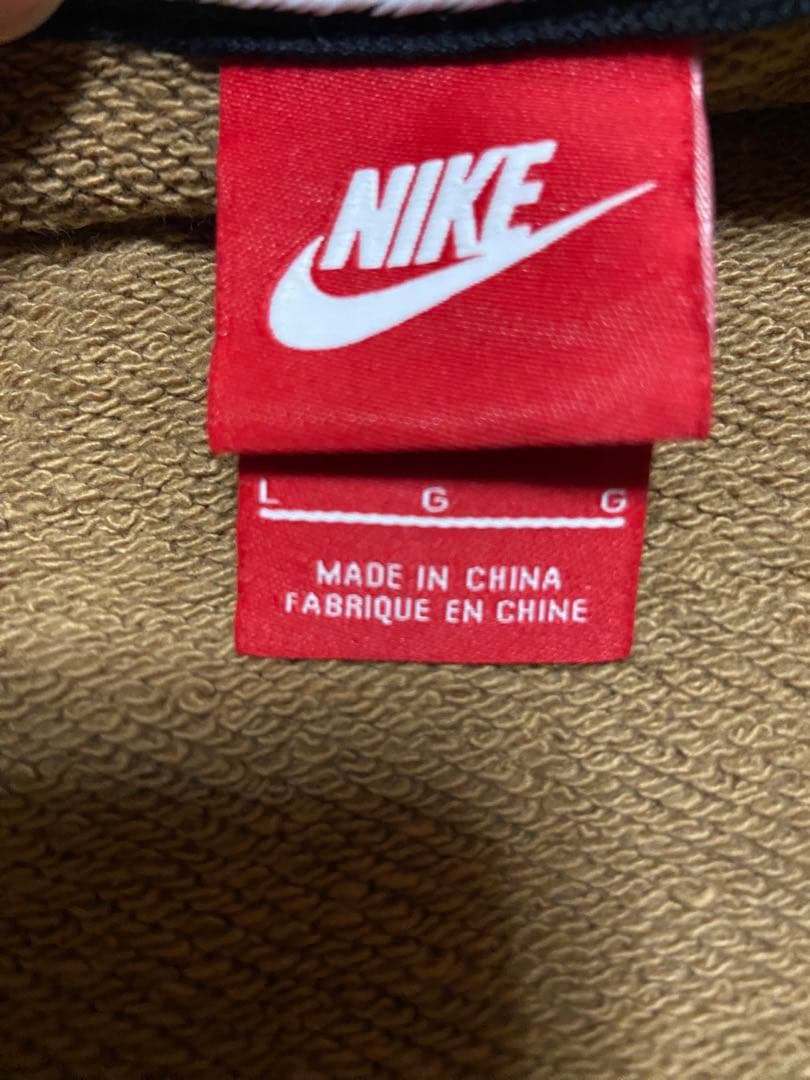 NIKE
L G G
MADE IN CHINA
FABRIQUE EN CHINE